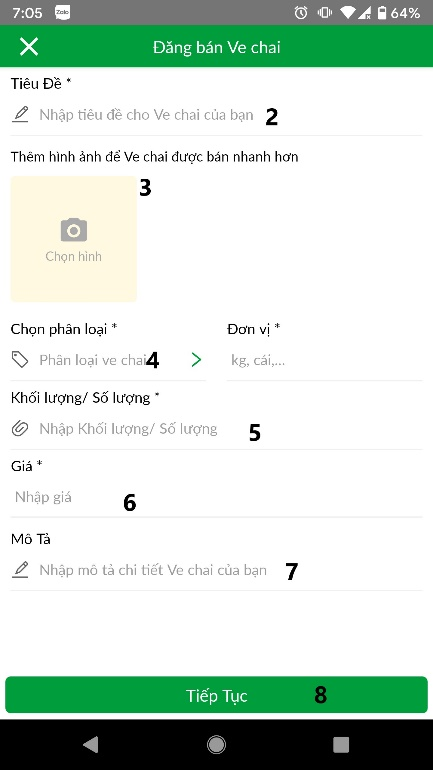 7:05 Zalo 64%
Đăng bán Ve chai
Tiêu Đề *
Nhập tiêu đề cho Ve chai của bạn 2
Thêm hình ảnh để Ve chai được bán nhanh hơn
3
Chọn hình
Chọn phân loại * Đơn vị *
Phân loại ve chai 4 > kg, cái,...
Khối lượng/ Số lượng *
Nhập Khối lượng/ Số lượng 5
Giá *
Nhập giá 6
Mô Tả
Nhập mô tả chi tiết Ve chai của bạn 7
Tiếp Tục 8